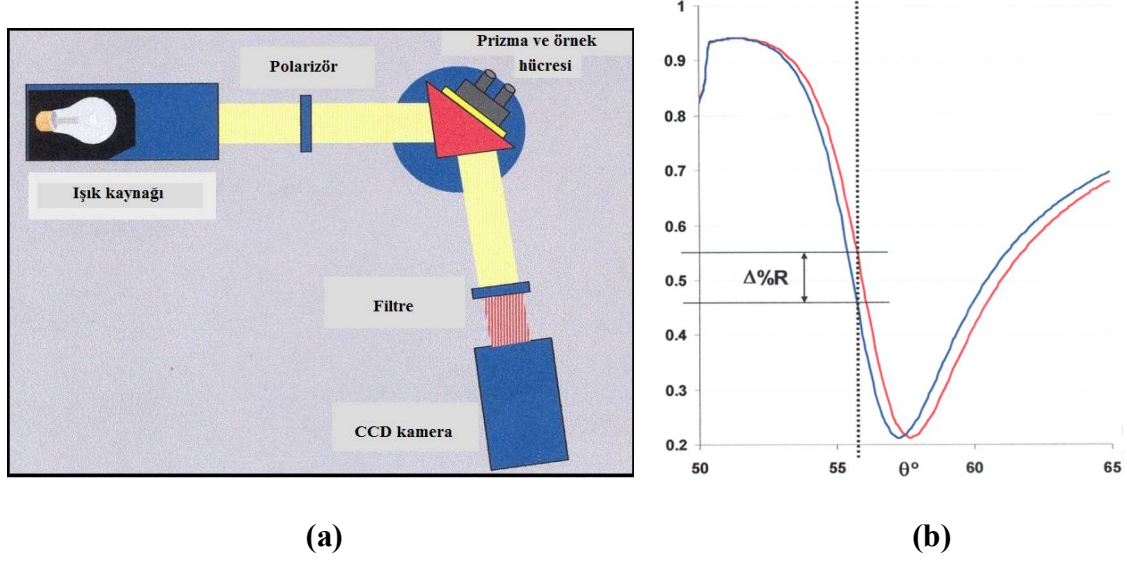 Prizma ve örnek
hücresi
Polarizör
Işık kaynağı
Filtre
CCD kamera
(a)
1
0.9
0.8
0.7
0.6
0.5
0.4
0.3
0.2
Δ%R
50
55
θ°
60
65
(b)